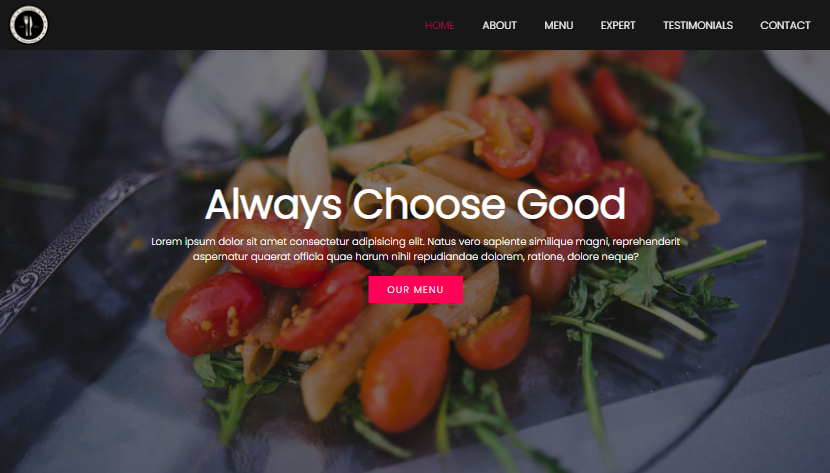 HOME ABOUT MENU EXPERT TESTIMONIALS CONTACT
Always Choose Good
Lorem ipsum dolor sit amet consectetur adipisicing elit. Natus vero sapiente similique magni, reprehenderit
aspernatur quaerat officia quae harum nihil repudiandae dolorem, ratione, dolore neque?
OUR MENU